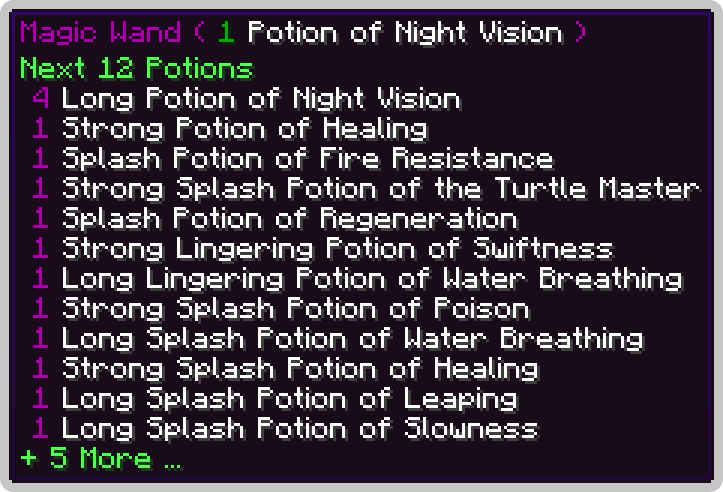 Magic Wand ( 1 Potion of Night Vision )
Next 12 Potions
4 Long Potion of Night Vision
1 Strong Potion of Healing
1 Splash Potion of Fire Resistance
1 Strong Splash Potion of the Turtle Master
1 Splash Potion of Regeneration
1 Strong Lingering Potion of Swiftness
1 Long Lingering Potion of Water Breathing
1 Strong Splash Potion of Poison
1 Long Splash Potion of Water Breathing
1 Strong Splash Potion of Healing
1 Long Splash Potion of Leaping
1 Long Splash Potion of Slowness
+ 5 More ...